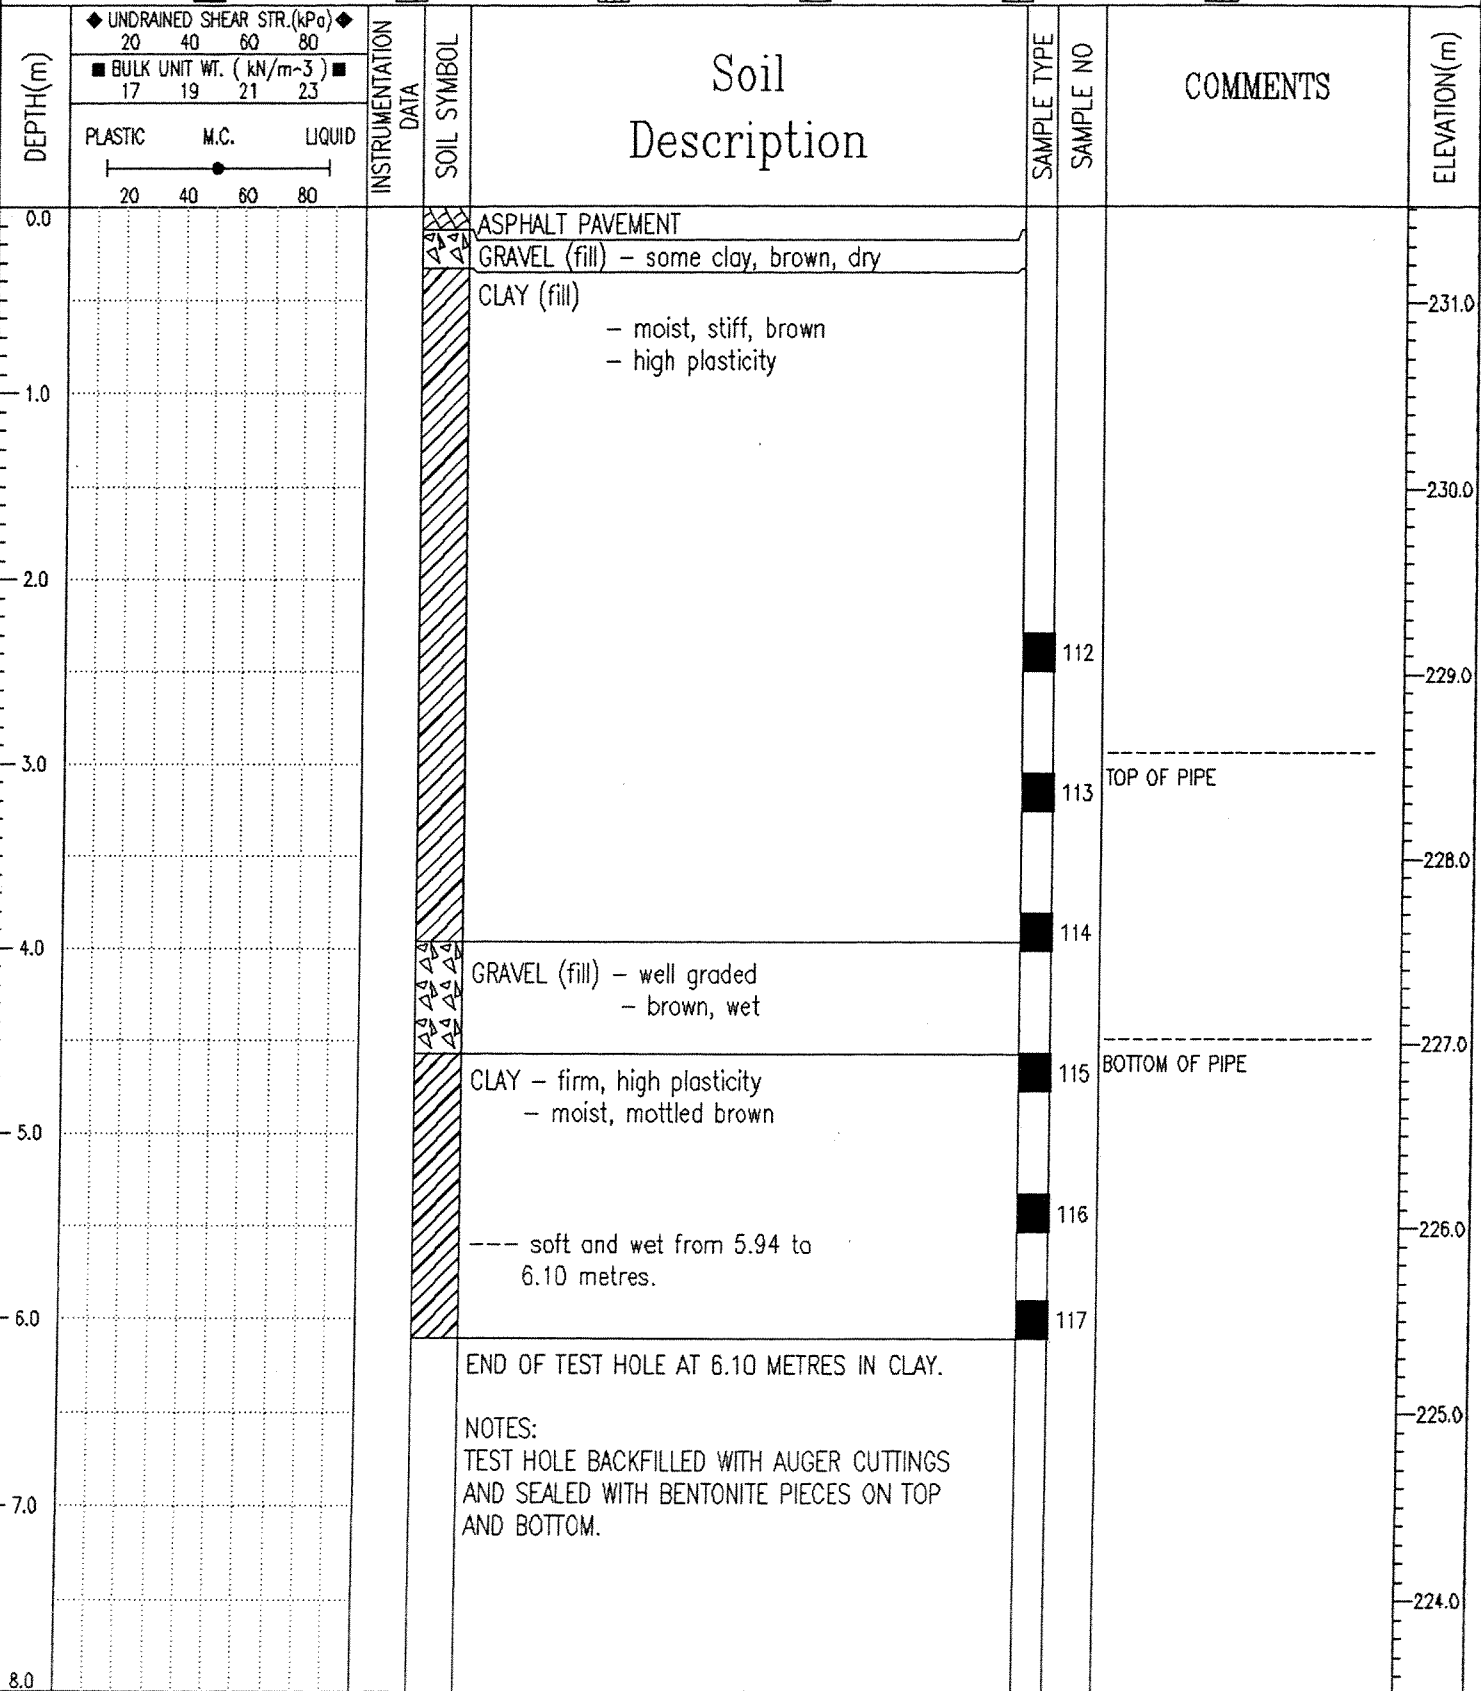 DEPTH(m)
◆ UNDRAINED SHEAR STR.(kPa) ◆
20 40 60 80
■ BULK UNIT WT. ( kN/m~3 ) ■
17 19 21 23
PLASTIC M.C. LIQUID
20 40 60 80
INSTRUMENTATION
DATA
SOIL SYMBOL
Soil
Description
SAMPLE TYPE
SAMPLE NO
COMMENTS
ELEVATION(m)
0.0
ASPHALT PAVEMENT
GRAVEL (fill) – some clay, brown, dry
CLAY (fill)
231.0
– moist, stiff, brown
– high plasticity
1.0
230.0
2.0
112
229.0
3.0
TOP OF PIPE
113
228.0
114
4.0
GRAVEL (fill) – well graded
– brown, wet
227.0
BOTTOM OF PIPE
115
CLAY – firm, high plasticity
– moist, mottled brown
5.0
116
226.0
--- soft and wet from 5.94 to
6.10 metres.
6.0
117
END OF TEST HOLE AT 6.10 METRES IN CLAY.
225.0
NOTES:
TEST HOLE BACKFILLED WITH AUGER CUTTINGS
AND SEALED WITH BENTONITE PIECES ON TOP
AND BOTTOM.
7.0
224.0
8.0